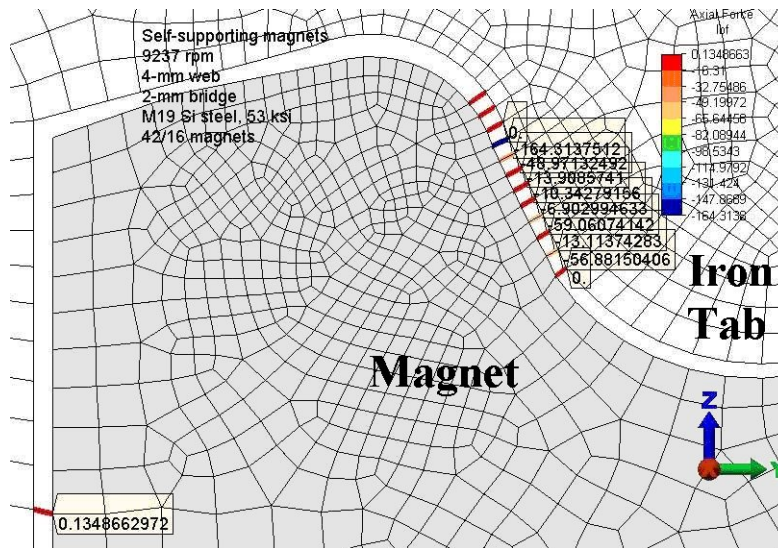 Self-supporting magnets
9237 rpm
4-mm web
2-mm bridge
M19 Si steel, 53 ksi
42/16 magnets
Axial Force
lbf
0.1348663
-16.31
-32.75486
-49.19972
-65.64458
-82.08944
-98.5343
-114.9792
-131.424
-147.8689
-164.3138
0.
-164.3137512
-48.97132492
-13.9085741
-10.34279156
-6.902994633
-59.06074142
-13.11374283
-56.88150406
0.
Iron
Tab
Magnet
Z
Y
0.1348662972